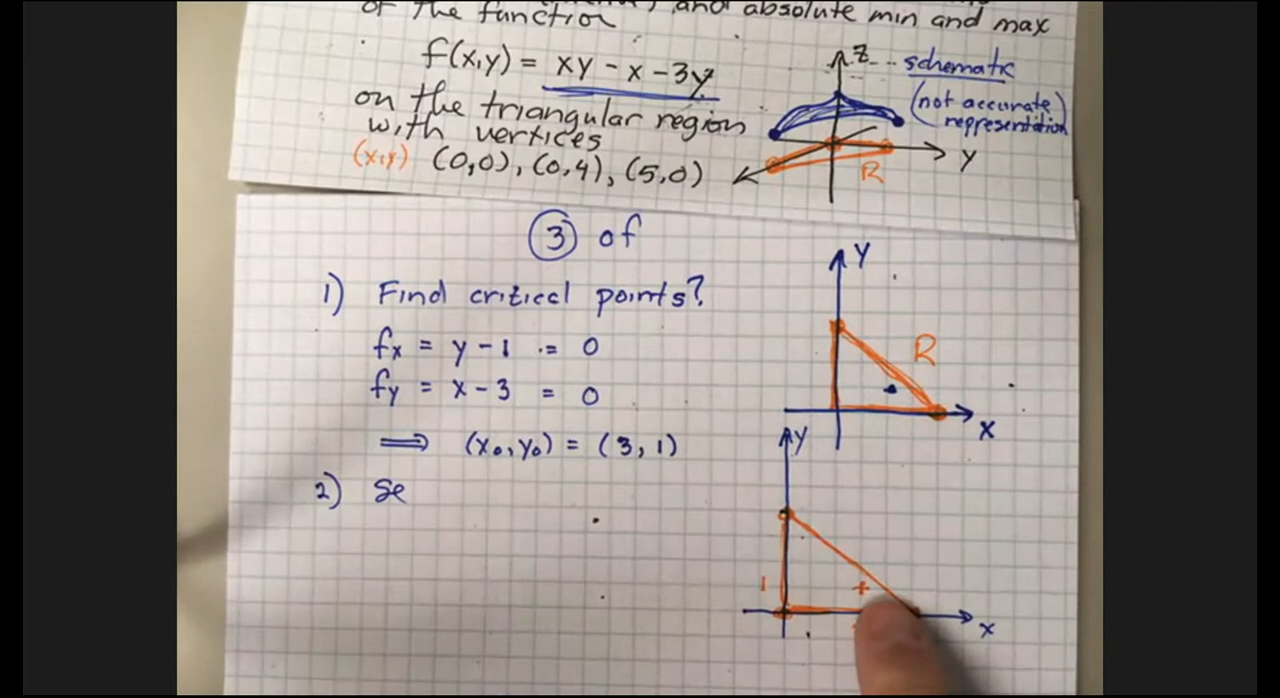 of the function
and absolute min and max
f(x,y) = xy - x - 3y
on the triangular region
with vertices
(x,y) (0,0), (0,4), (5,0)
Z
schematic
(not accurate
representation)
y
R
3 of
1) Find critical points?
fx = y - 1 = 0
fy = x - 3 = 0
⟹ (x₀, y₀) = (3, 1)
2) Se
Y
R
X
Y
1
x